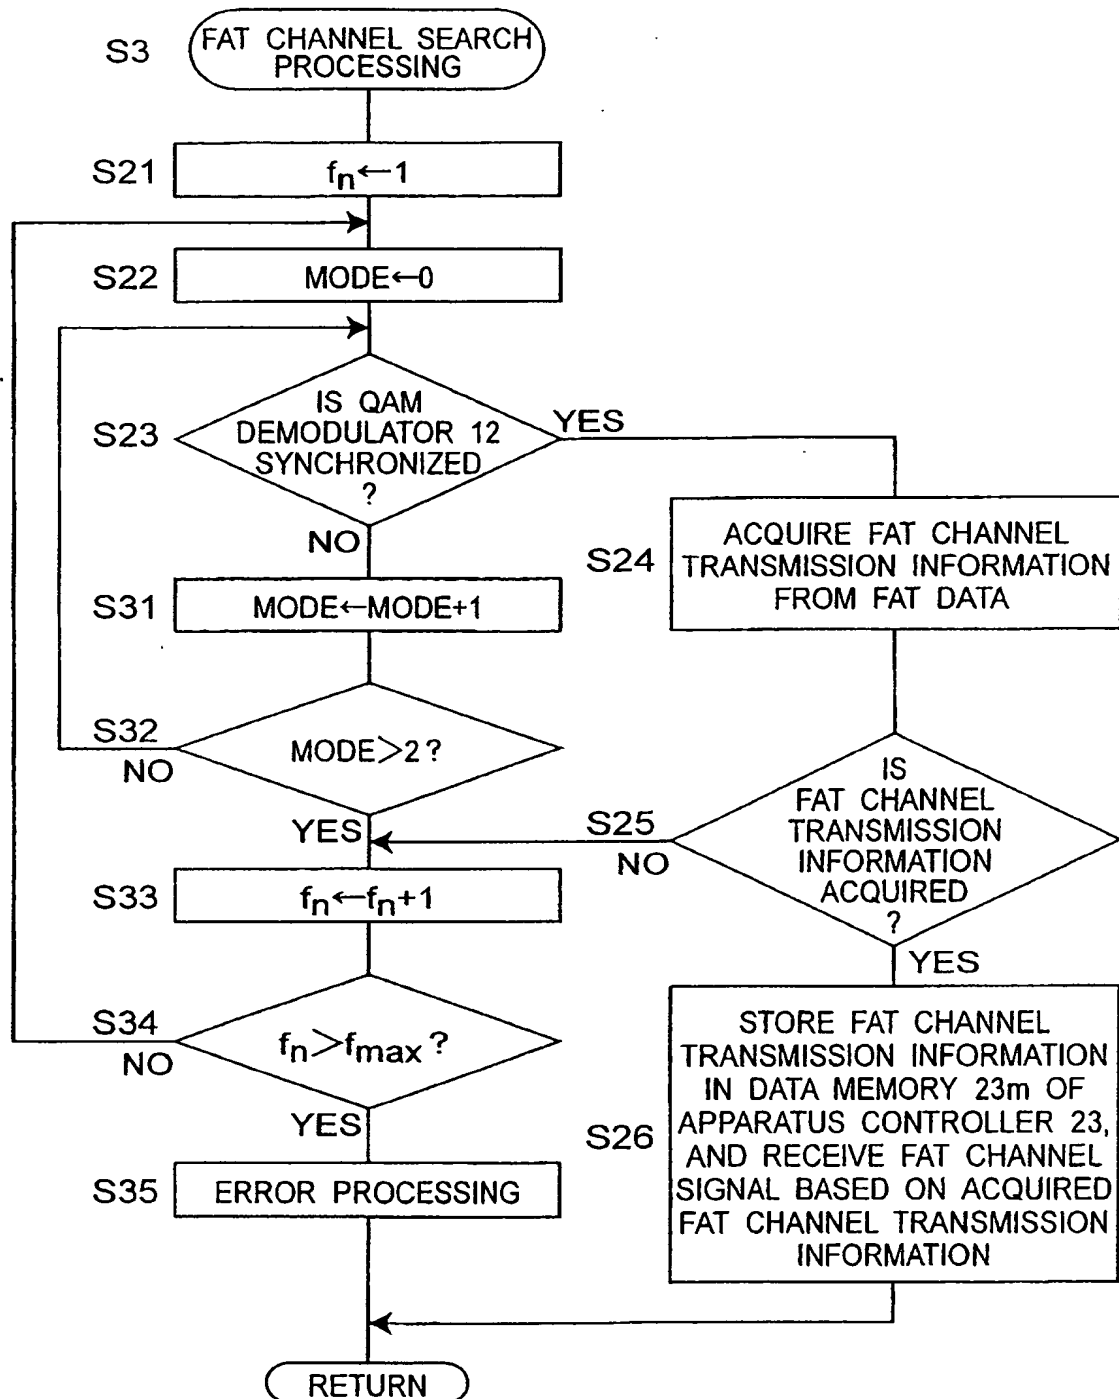 S3
FAT CHANNEL SEARCH
PROCESSING
S21
fn←1
S22
MODE←0
S23
IS QAM
DEMODULATOR 12
SYNCHRONIZED
?
YES
NO
S24
ACQUIRE FAT CHANNEL
TRANSMISSION INFORMATION
FROM FAT DATA
S31
MODE←MODE+1
S32
MODE>2?
NO
YES
S25
IS
FAT CHANNEL
TRANSMISSION
INFORMATION
ACQUIRED
?
NO
YES
S33
fn←fn+1
S34
fn>fmax?
NO
YES
S26
STORE FAT CHANNEL
TRANSMISSION INFORMATION
IN DATA MEMORY 23m OF
APPARATUS CONTROLLER 23,
AND RECEIVE FAT CHANNEL
SIGNAL BASED ON ACQUIRED
FAT CHANNEL TRANSMISSION
INFORMATION
S35
ERROR PROCESSING
RETURN